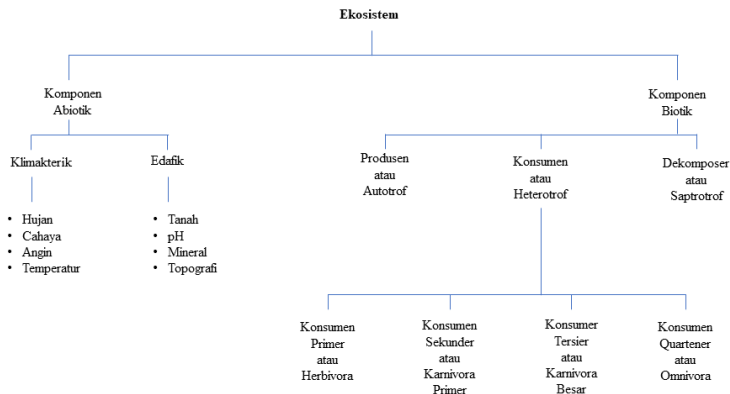 Ekosistem
Komponen
Abiotik
Komponen
Biotik
Klimakterik
Edafik
Produsen
atau
Autotrof
Konsumen
atau
Heterotrof
Dekomposer
atau
Saptrotrof
• Hujan
• Cahaya
• Angin
• Temperatur
• Tanah
• pH
• Mineral
• Topografi
Konsumen
Primer
atau
Herbivora
Konsumen
Sekunder
atau
Karnivora
Primer
Konsumer
Tersier
atau
Karnivora
Besar
Konsumen
Quartener
atau
Omnivora